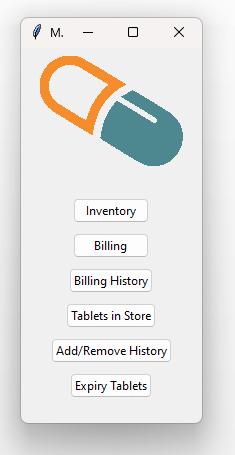 M.
Inventory
Billing
Billing History
Tablets in Store
Add/Remove History
Expiry Tablets